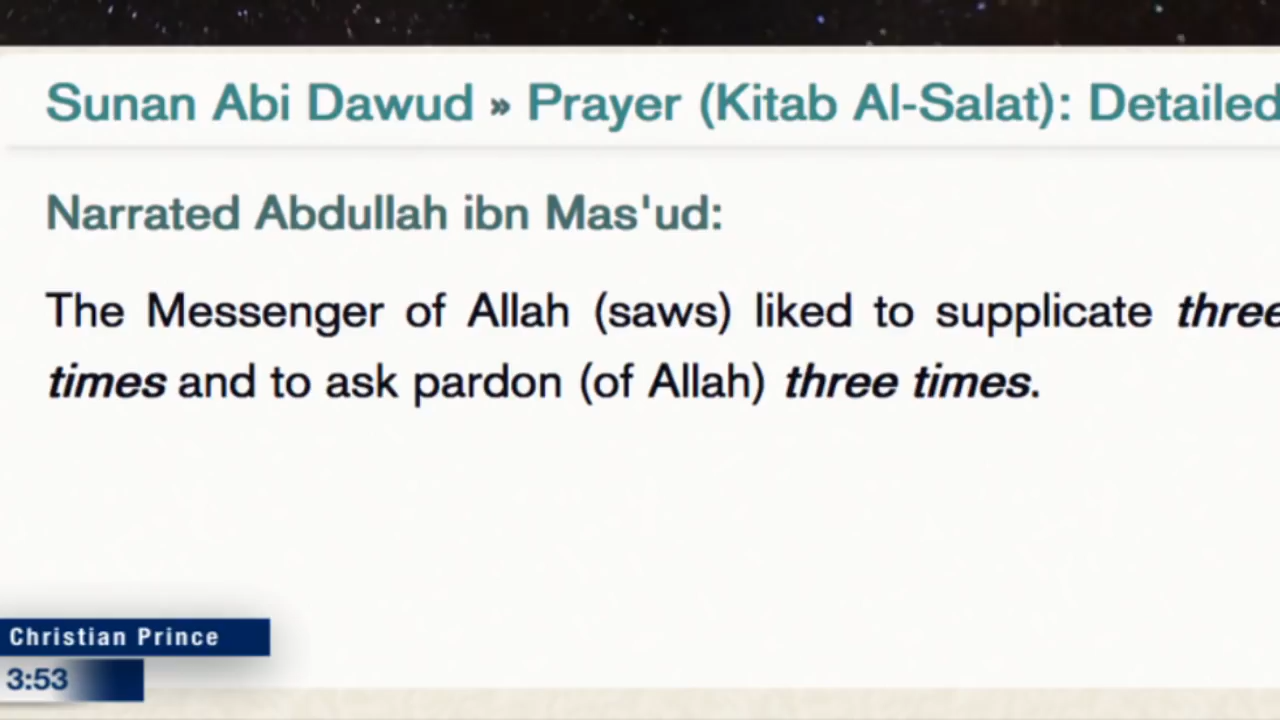 Sunan Abi Dawud » Prayer (Kitab Al-Salat): Detailed
Narrated Abdullah ibn Mas'ud:
The Messenger of Allah (saws) liked to supplicate three
times and to ask pardon (of Allah) three times.
Christian Prince
3:53